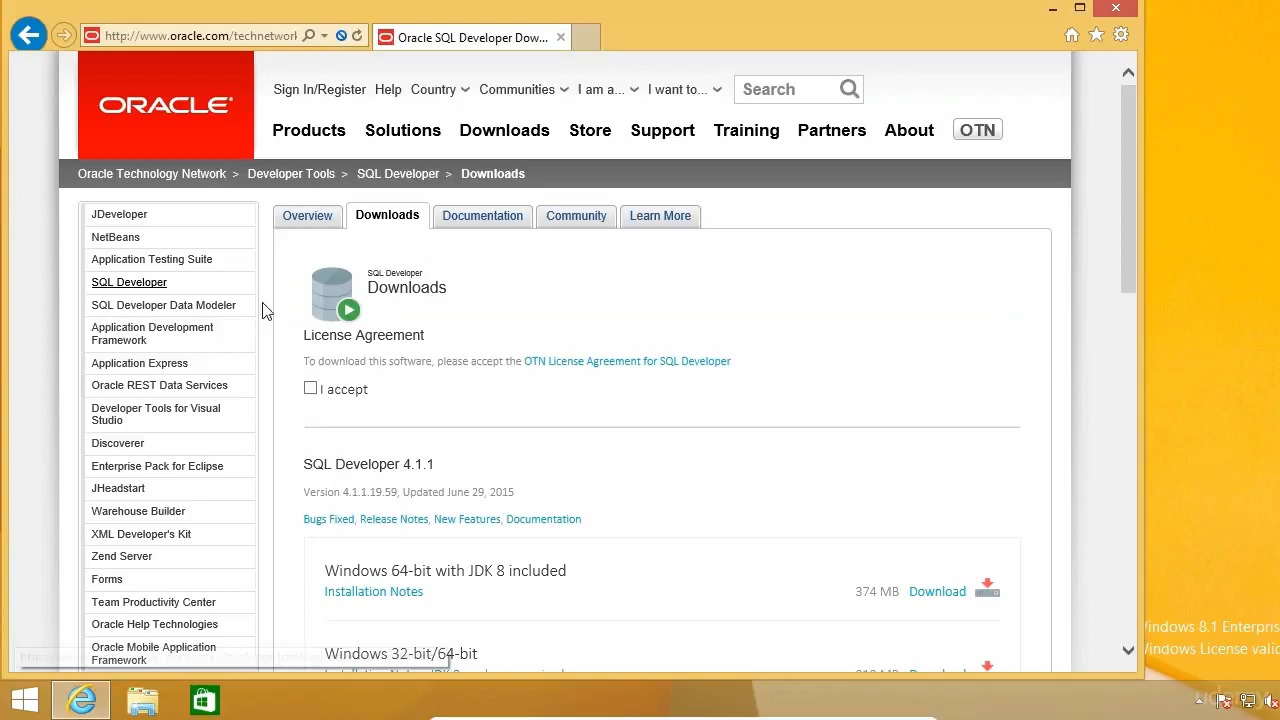 http://www.oracle.com/technetwork
Oracle SQL Developer Dow...
ORACLE
Sign In/Register Help Country Communities I am a... I want to... Search
Products Solutions Downloads Store Support Training Partners About OTN
Oracle Technology Network > Developer Tools > SQL Developer > Downloads
JDeveloper
NetBeans
Application Testing Suite
SQL Developer
SQL Developer Data Modeler
Application Development
Framework
Application Express
Oracle REST Data Services
Developer Tools for Visual
Studio
Discoverer
Enterprise Pack for Eclipse
JHeadstart
Warehouse Builder
XML Developer's Kit
Zend Server
Forms
Team Productivity Center
Oracle Help Technologies
Oracle Mobile Application
Framework
Overview Downloads Documentation Community Learn More
SQL Developer
Downloads
License Agreement
To download this software, please accept the OTN License Agreement for SQL Developer
I accept
SQL Developer 4.1.1
Version 4.1.1.19.59, Updated June 29, 2015
Bugs Fixed, Release Notes, New Features, Documentation
Windows 64-bit with JDK 8 included
Installation Notes 374 MB Download
Windows 32-bit/64-bit
indows 8.1 Enterpris
indows License valid